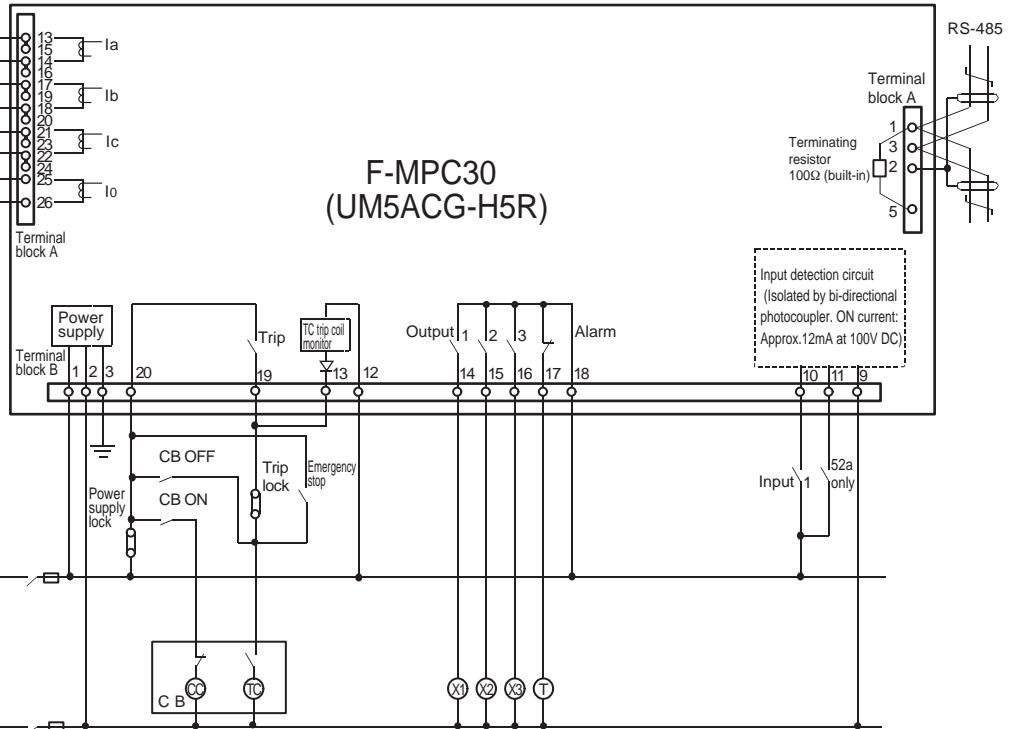 RS-485
13
15
14
16
17
19
18
20
21
23
22
24
25
26
Ia
Ib
Ic
I0
Terminal
block A
F-MPC30
(UM5ACG-H5R)
Terminal
block A
1
3
2
5
Terminating
resistor
100Ω (built-in)
Input detection circuit
(Isolated by bi-directional
photocoupler. ON current:
Approx.12mA at 100V DC)
Power
supply
Terminal
block B
1 2 3 20
Trip
19
TC trip coil
monitor
13 12
Output 1 2 3 Alarm
14 15 16 17 18
10 11 9
CB OFF
CB ON
Power
supply
lock
Trip
lock
Emergency
stop
Input 1
52a
only
CB
CC
TC
X1 X2 X3 T